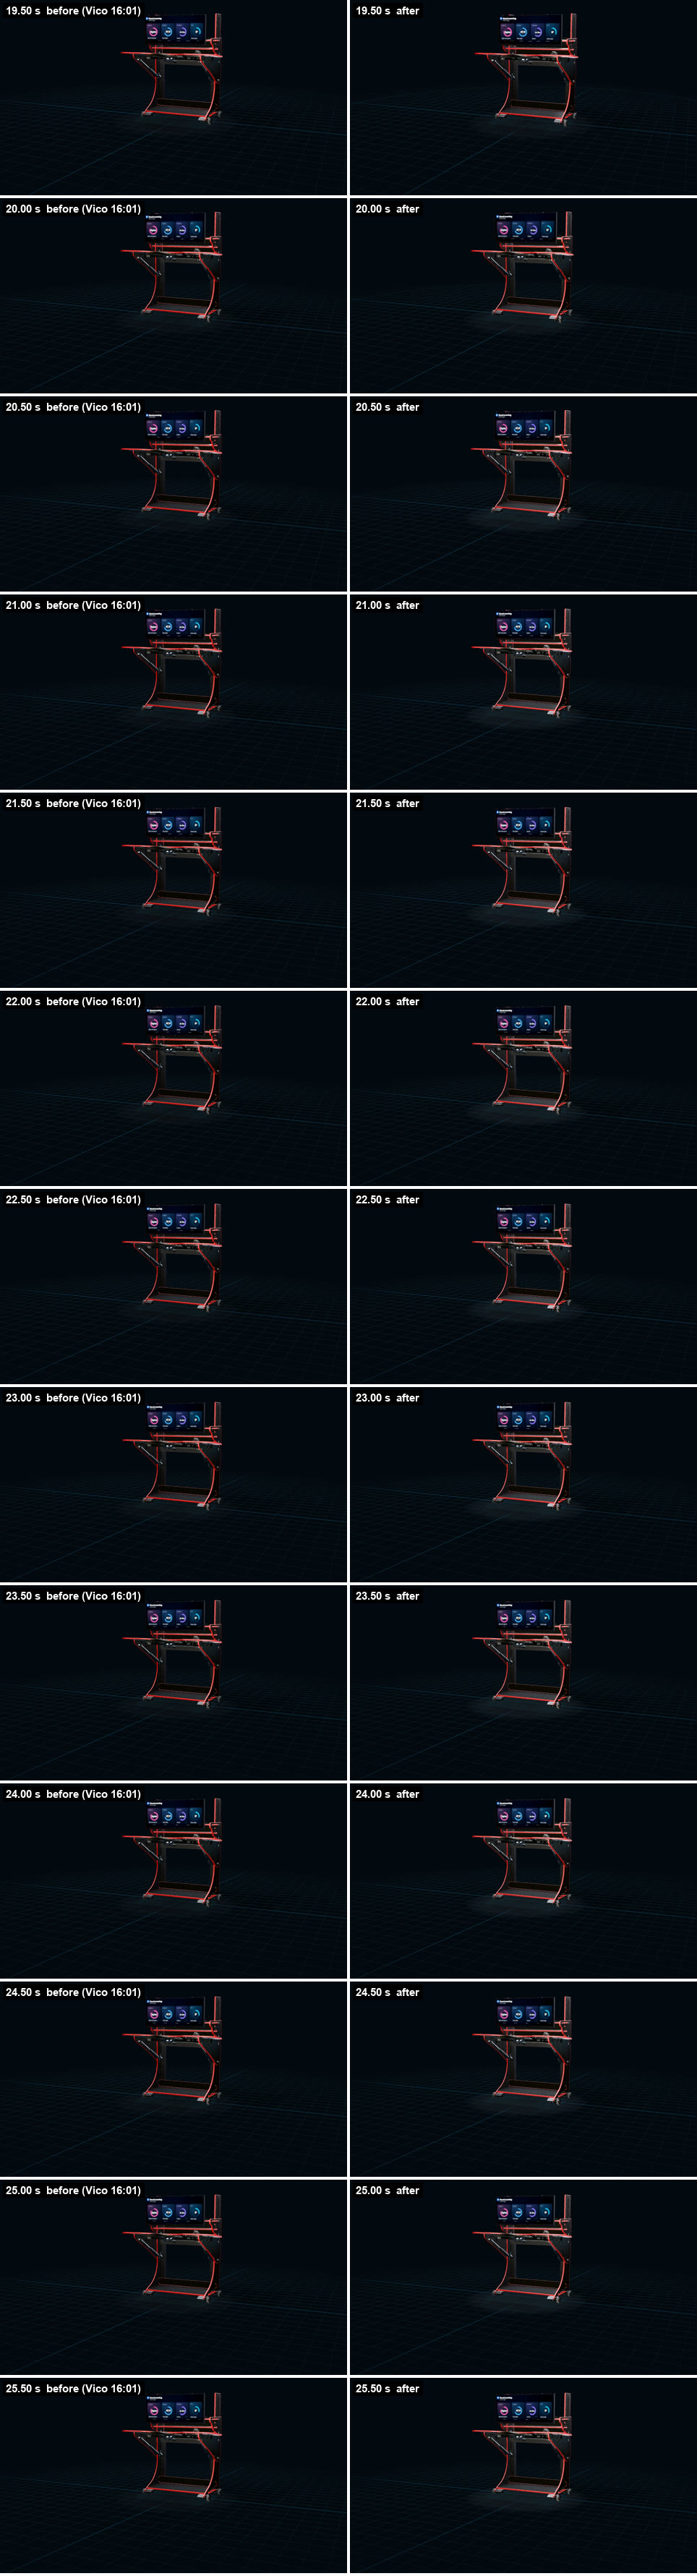 19.50 s before (Vico 16:01)
19.50 s after
20.00 s before (Vico 16:01)
20.00 s after
20.50 s before (Vico 16:01)
20.50 s after
21.00 s before (Vico 16:01)
21.00 s after
21.50 s before (Vico 16:01)
21.50 s after
22.00 s before (Vico 16:01)
22.00 s after
22.50 s before (Vico 16:01)
22.50 s after
23.00 s before (Vico 16:01)
23.00 s after
23.50 s before (Vico 16:01)
23.50 s after
24.00 s before (Vico 16:01)
24.00 s after
24.50 s before (Vico 16:01)
24.50 s after
25.00 s before (Vico 16:01)
25.00 s after
25.50 s before (Vico 16:01)
25.50 s after